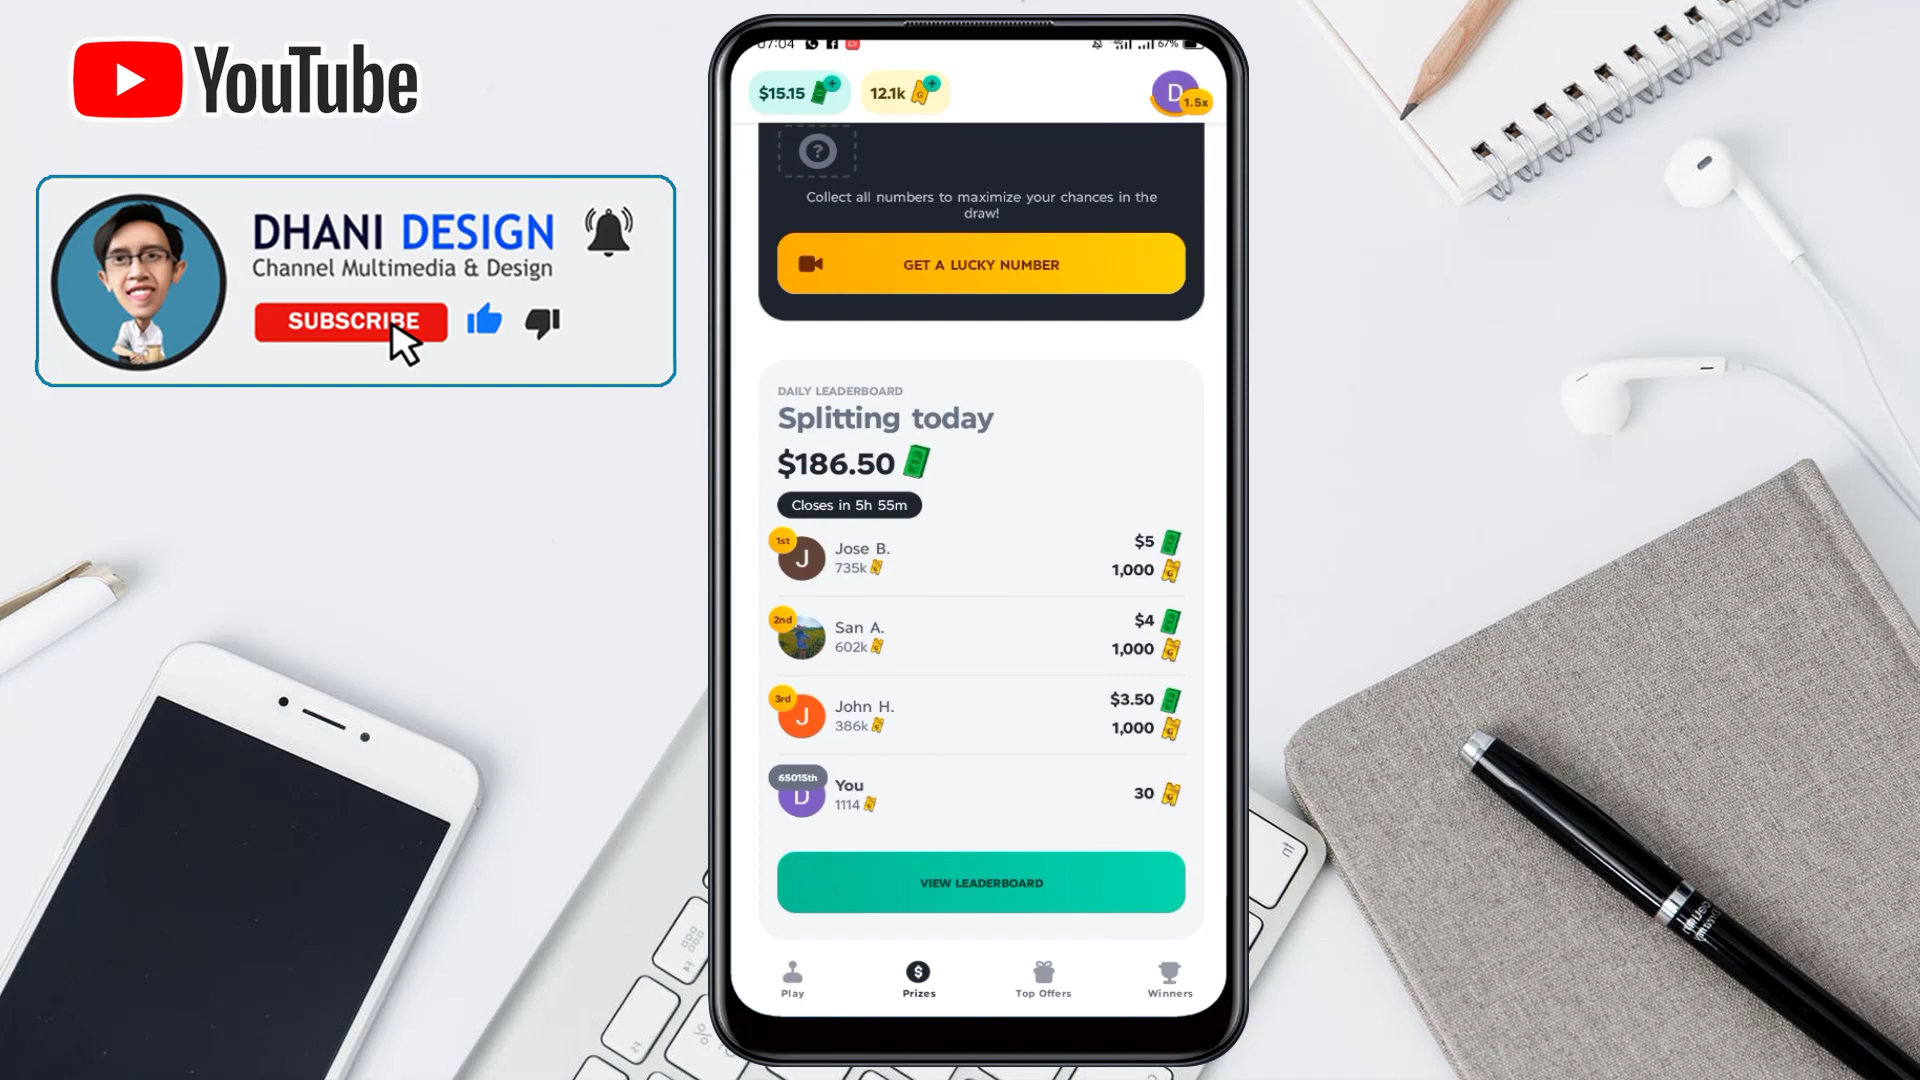 YouTube
DHANI DESIGN
Channel Multimedia & Design
SUBSCRIBE
07:04
67%
$15.15
12.1k
D
1.5x
?
Collect all numbers to maximize your chances in the
draw!
GET A LUCKY NUMBER
DAILY LEADERBOARD
Splitting today
$186.50
Closes in 5h 55m
1st
J
Jose B.
735k
$5
1,000
2nd
San A.
602k
$4
1,000
3rd
J
John H.
386k
$3.50
1,000
65015th
D
You
1114
30
VIEW LEADERBOARD
Play
Prizes
Top Offers
Winners